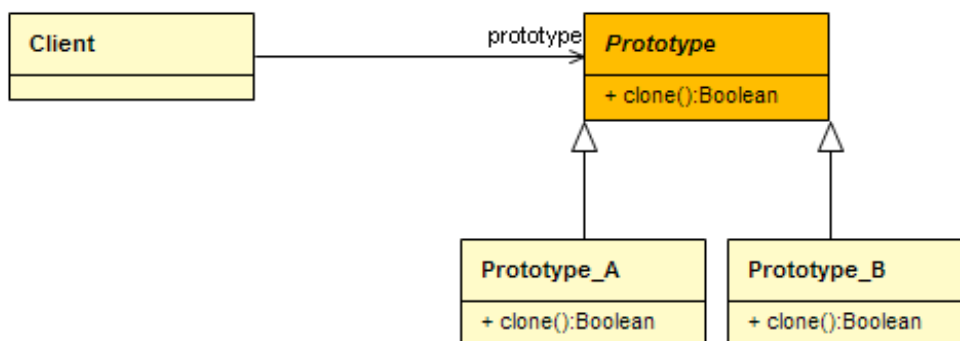 Client
prototype
Prototype
+ clone():Boolean
Prototype_A
+ clone():Boolean
Prototype_B
+ clone():Boolean